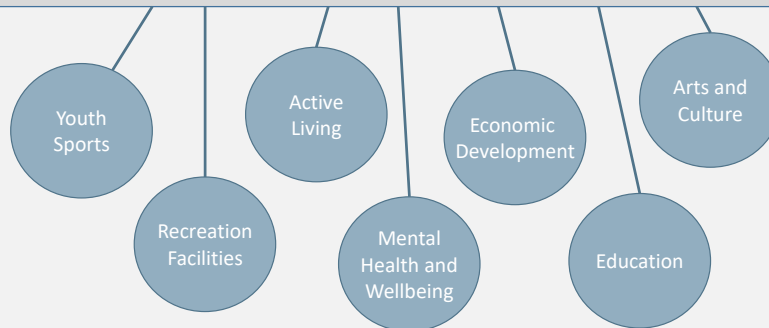 Youth
Sports
Recreation
Facilities
Active
Living
Mental
Health and
Wellbeing
Economic
Development
Education
Arts and
Culture